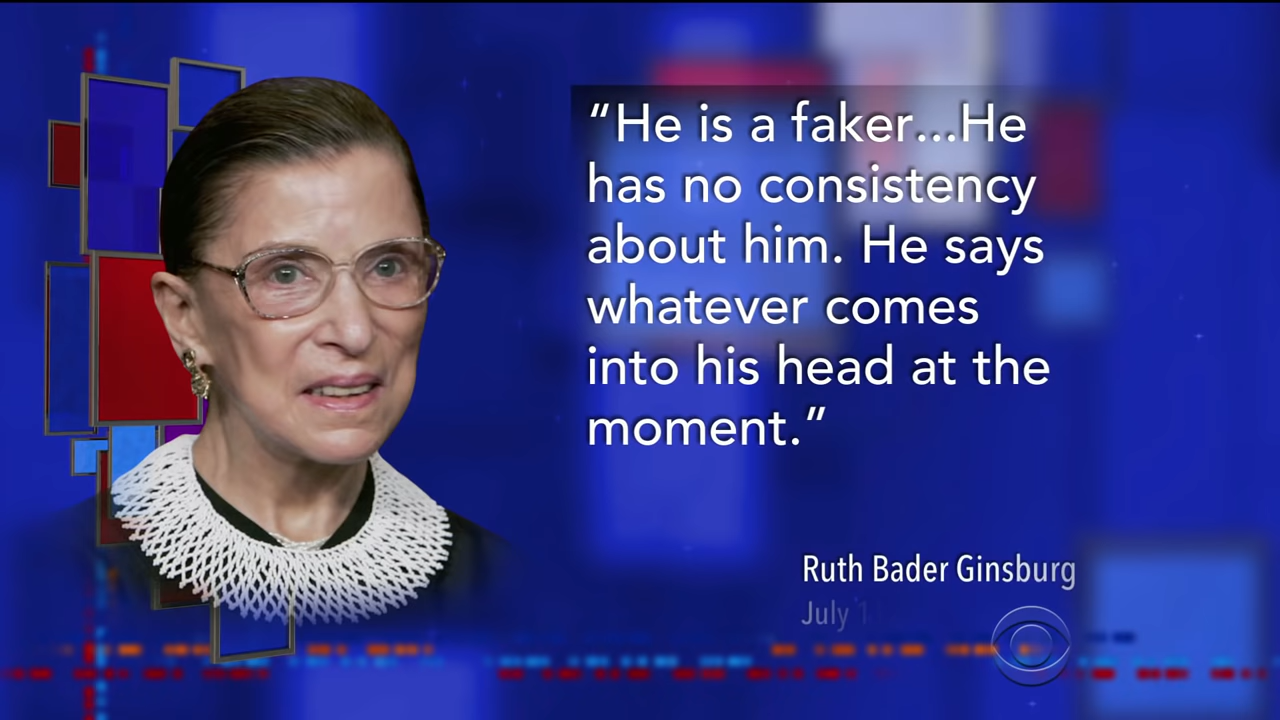 “He is a faker...He
has no consistency
about him. He says
whatever comes
into his head at the
moment.”
Ruth Bader Ginsburg
July